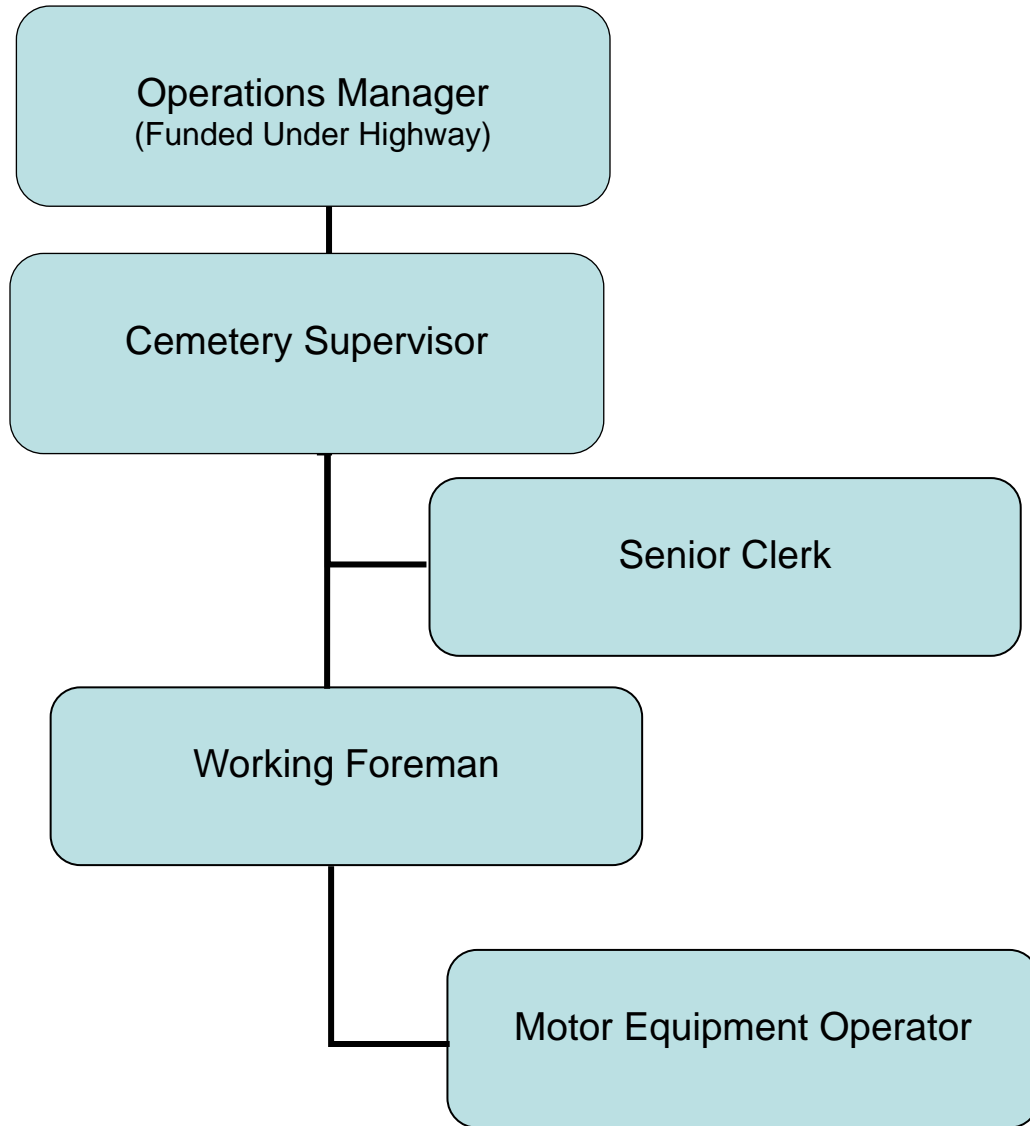 Operations Manager
(Funded Under Highway)
Cemetery Supervisor
Senior Clerk
Working Foreman
Motor Equipment Operator